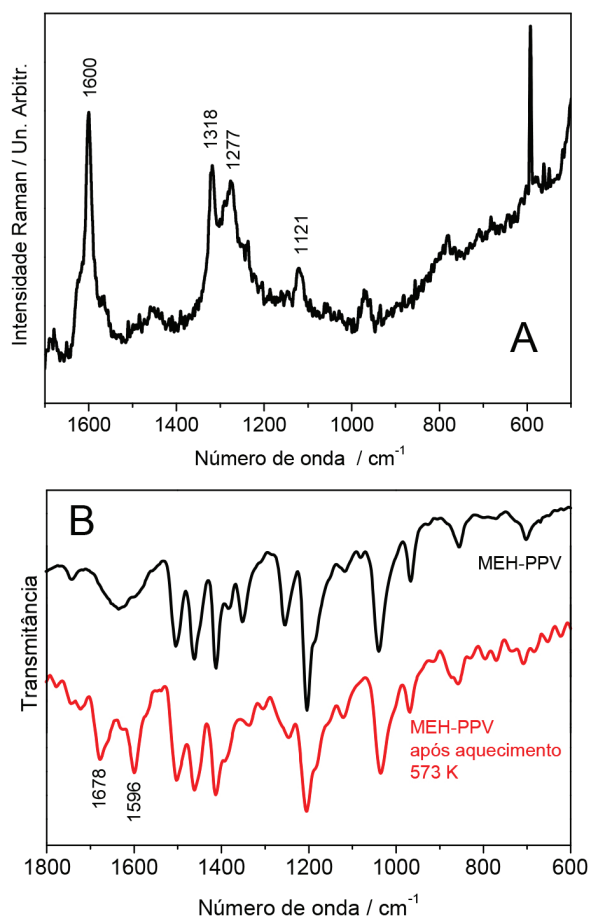 Intensidade Raman / Un. Arbitr.
1600
1318
1277
1121
A
1600 1400 1200 1000 800 600
Número de onda / cm⁻¹
B
Transmitância
MEH-PPV
MEH-PPV
após aquecimento
573 K
1678
1596
1800 1600 1400 1200 1000 800 600
Número de onda / cm⁻¹